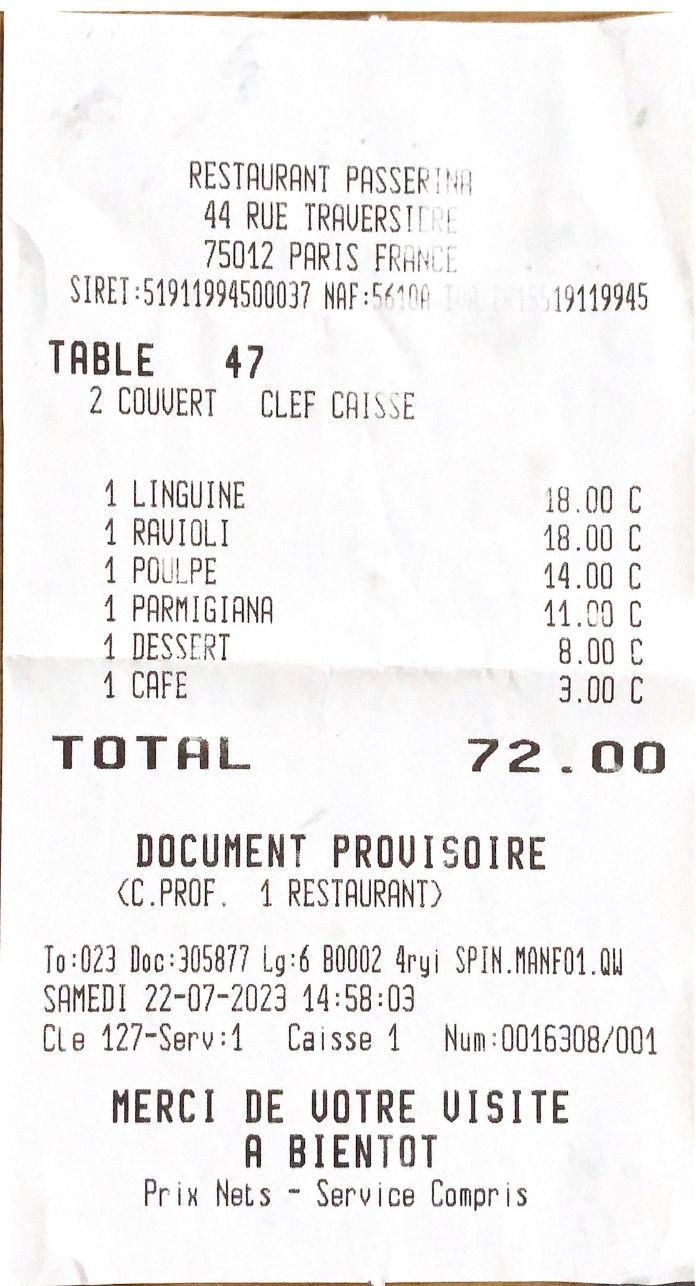 RESTAURANT PASSERINA
44 RUE TRAVERSIERE
75012 PARIS FRANCE
SIRET:51911994500037 NAF:5610A TVA FR15519119945
TABLE 47
2 COUVERT CLEF CAISSE
1 LINGUINE 18.00 C
1 RAVIOLI 18.00 C
1 POULPE 14.00 C
1 PARMIGIANA 11.00 C
1 DESSERT 8.00 C
1 CAFE 3.00 C
TOTAL 72.00
DOCUMENT PROVISOIRE
(C.PROF. 1 RESTAURANT)
To:023 Doc:305877 Lg:6 B0002 4ryi SPIN.MANF01.QW
SAMEDI 22-07-2023 14:58:03
Cle 127-Serv:1 Caisse 1 Num:0016308/001
MERCI DE VOTRE VISITE
A BIENTOT
Prix Nets - Service Compris